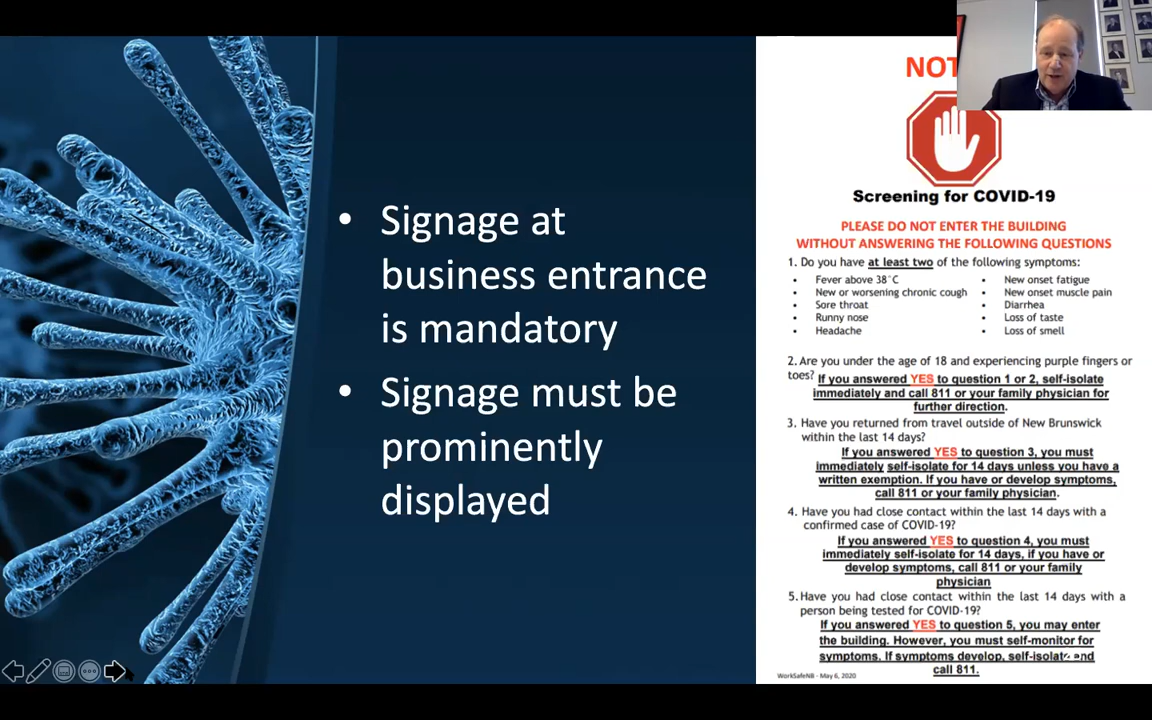 • Signage at
business entrance
is mandatory
• Signage must be
prominently
displayed
Screening for COVID-19
PLEASE DO NOT ENTER THE BUILDING
WITHOUT ANSWERING THE FOLLOWING QUESTIONS
1. Do you have at least two of the following symptoms:
• Fever above 38°C
• New or worsening chronic cough
• Sore throat
• Runny nose
• Headache
• New onset fatigue
• New onset muscle pain
• Diarrhea
• Loss of taste
• Loss of smell
2. Are you under the age of 18 and experiencing purple fingers or
toes? If you answered YES to question 1 or 2, self-isolate
immediately and call 811 or your family physician for
further direction.
3. Have you returned from travel outside of New Brunswick
within the last 14 days?
If you answered YES to question 3, you must
immediately self-isolate for 14 days unless you have a
written exemption. If you have or develop symptoms,
call 811 or your family physician.
4. Have you had close contact within the last 14 days with a
confirmed case of COVID-19?
If you answered YES to question 4, you must
immediately self-isolate for 14 days, if you have or
develop symptoms, call 811 or your family
physician
5. Have you had close contact within the last 14 days with a
person being tested for COVID-19?
If you answered YES to question 5, you may enter
the building. However, you must self-monitor for
symptoms. If symptoms develop, self-isolate and
call 811.
WorkSafeNB - May 6, 2020